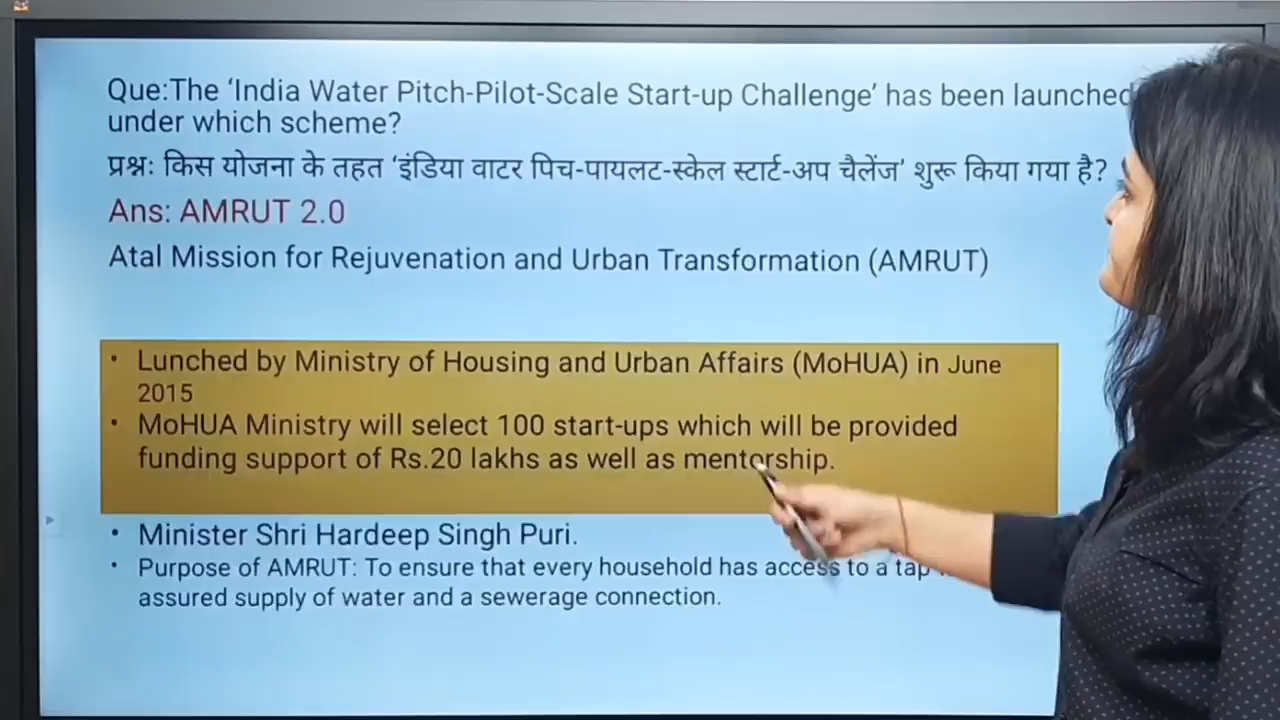 Que:The ‘India Water Pitch-Pilot-Scale Start-up Challenge’ has been launched
under which scheme?
प्रश्नः किस योजना के तहत ‘इंडिया वाटर पिच-पायलट-स्केल स्टार्ट-अप चैलेंज’ शुरू किया गया है?
Ans: AMRUT 2.0
Atal Mission for Rejuvenation and Urban Transformation (AMRUT)
• Lunched by Ministry of Housing and Urban Affairs (MoHUA) in June
2015
• MoHUA Ministry will select 100 start-ups which will be provided
funding support of Rs.20 lakhs as well as mentorship.
• Minister Shri Hardeep Singh Puri.
• Purpose of AMRUT: To ensure that every household has access to a tap
assured supply of water and a sewerage connection.